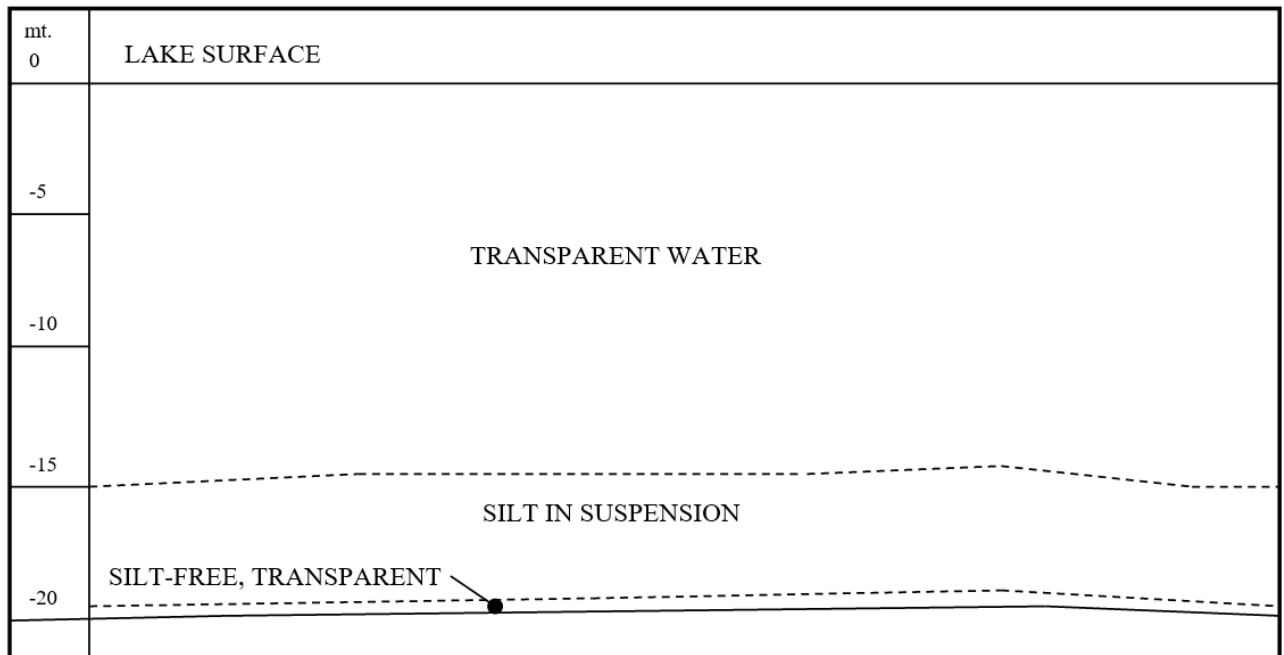 mt.
0
LAKE SURFACE
-5
TRANSPARENT WATER
-10
-15
SILT IN SUSPENSION
SILT-FREE, TRANSPARENT
-20